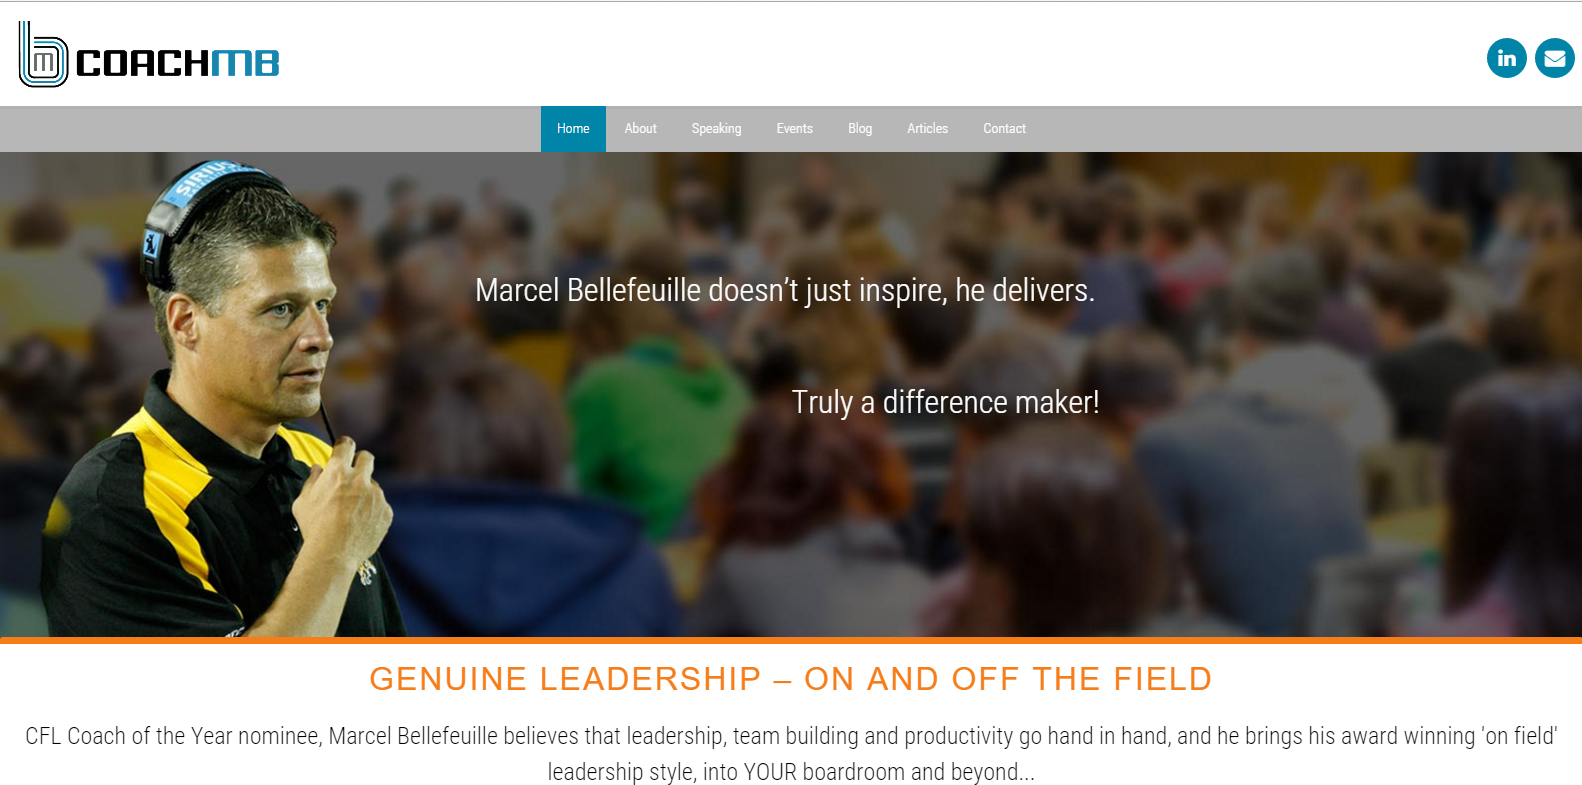 bm COACHMB
in
Home About Speaking Events Blog Articles Contact
SIRIUS
Marcel Bellefeuille doesn’t just inspire, he delivers.
Truly a difference maker!
GENUINE LEADERSHIP – ON AND OFF THE FIELD
CFL Coach of the Year nominee, Marcel Bellefeuille believes that leadership, team building and productivity go hand in hand, and he brings his award winning 'on field'
leadership style, into YOUR boardroom and beyond...